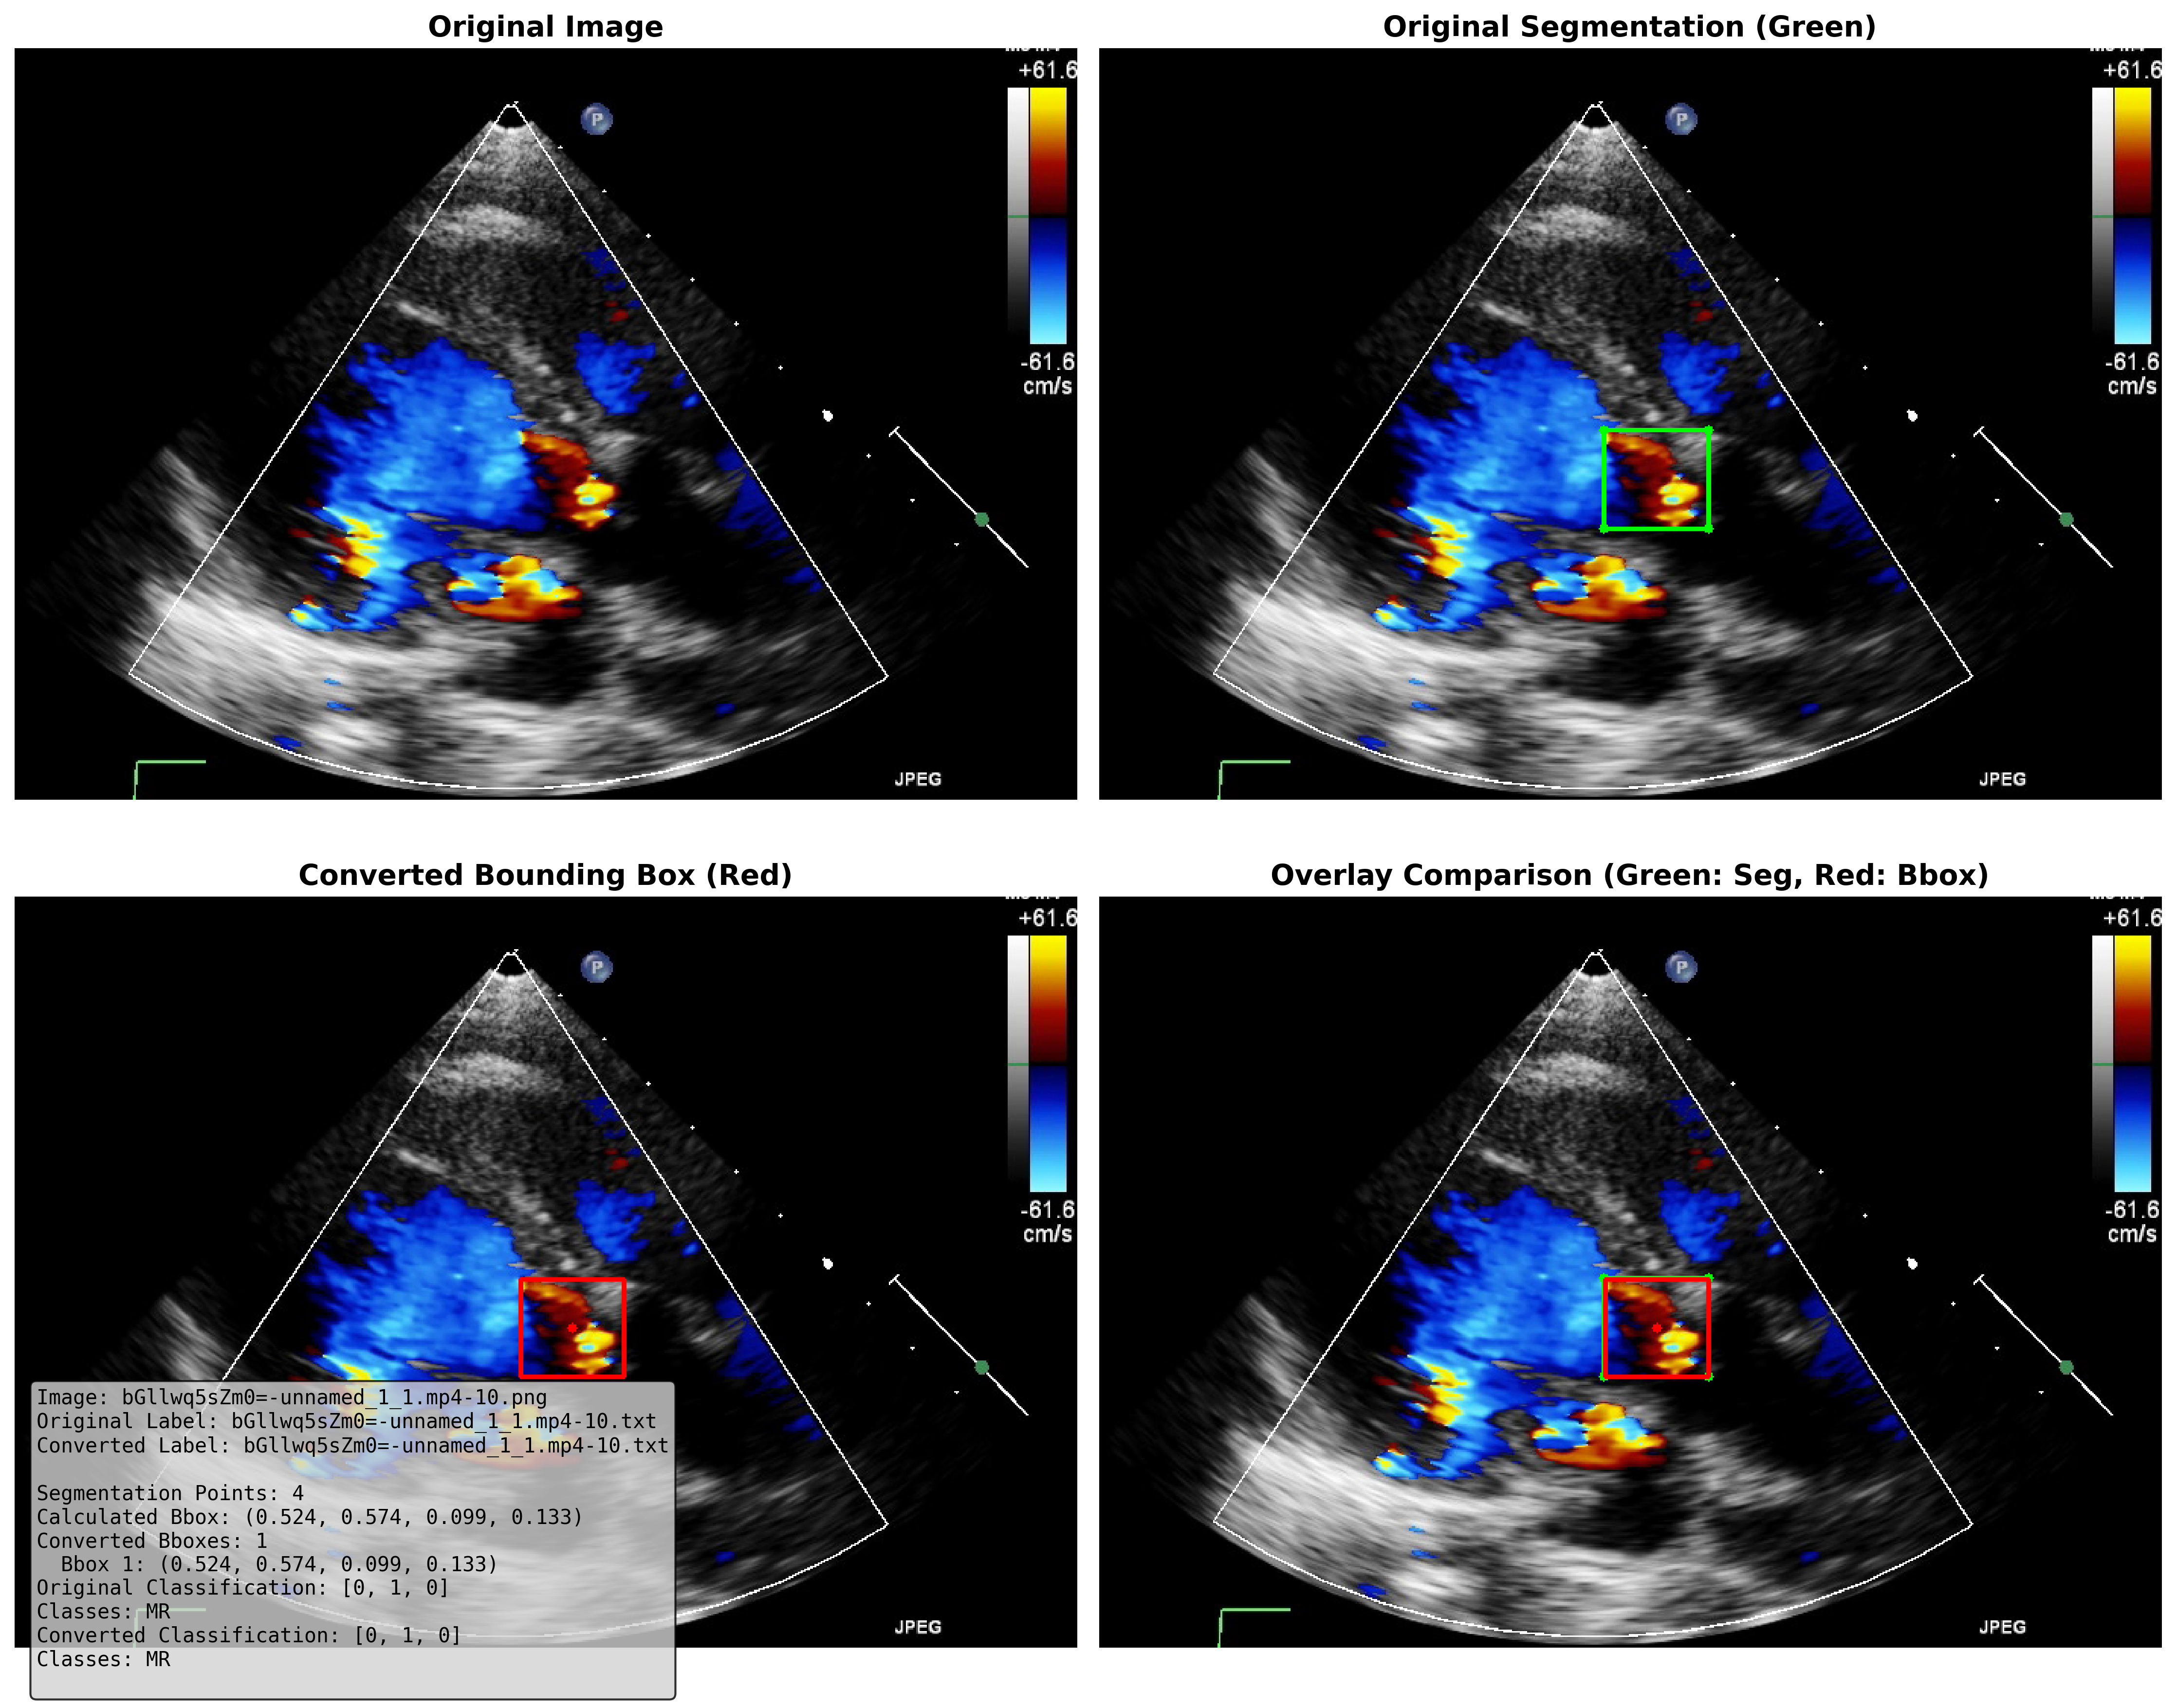 Original Image
+61.6
P
-61.6
cm/s
JPEG
Original Segmentation (Green)
+61.6
P
-61.6
cm/s
JPEG
Converted Bounding Box (Red)
+61.6
P
-61.6
cm/s
JPEG
Image: bGllwq5sZm0=-unnamed_1_1.mp4-10.png
Original Label: bGllwq5sZm0=-unnamed_1_1.mp4-10.txt
Converted Label: bGllwq5sZm0=-unnamed_1_1.mp4-10.txt
Segmentation Points: 4
Calculated Bbox: (0.524, 0.574, 0.099, 0.133)
Converted Bboxes: 1
Bbox 1: (0.524, 0.574, 0.099, 0.133)
Original Classification: [0, 1, 0]
Classes: MR
Converted Classification: [0, 1, 0]
Classes: MR
Overlay Comparison (Green: Seg, Red: Bbox)
+61.6
P
-61.6
cm/s
JPEG